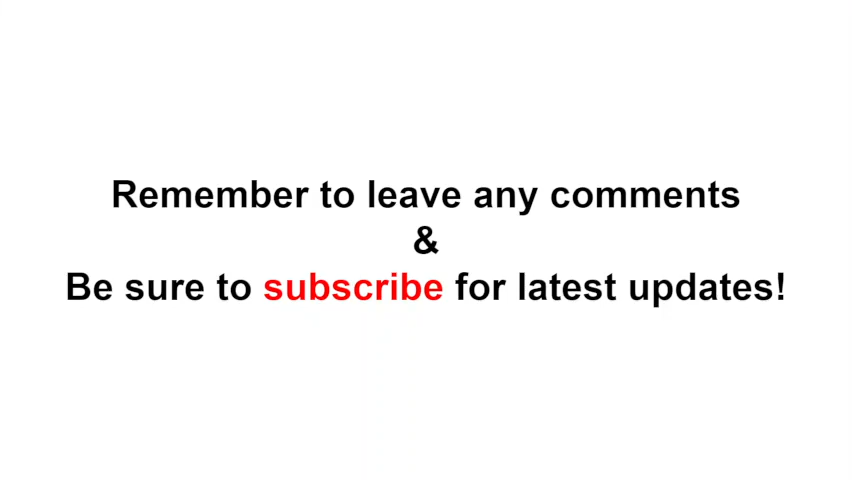 Remember to leave any comments
&
Be sure to subscribe for latest updates!